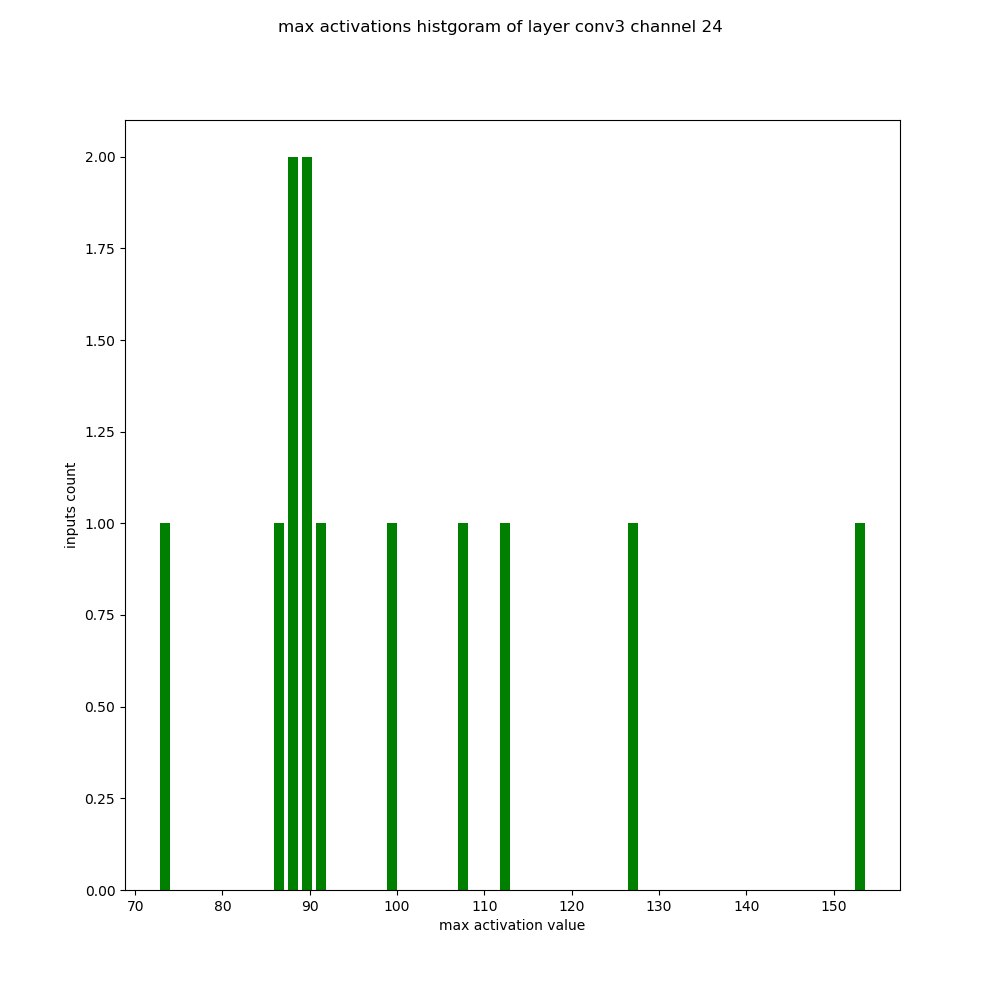 max activations histgoram of layer conv3 channel 24
2.00
1.75
1.50
1.25
1.00
0.75
0.50
0.25
0.00
inputs count
70 80 90 100 110 120 130 140 150
max activation value